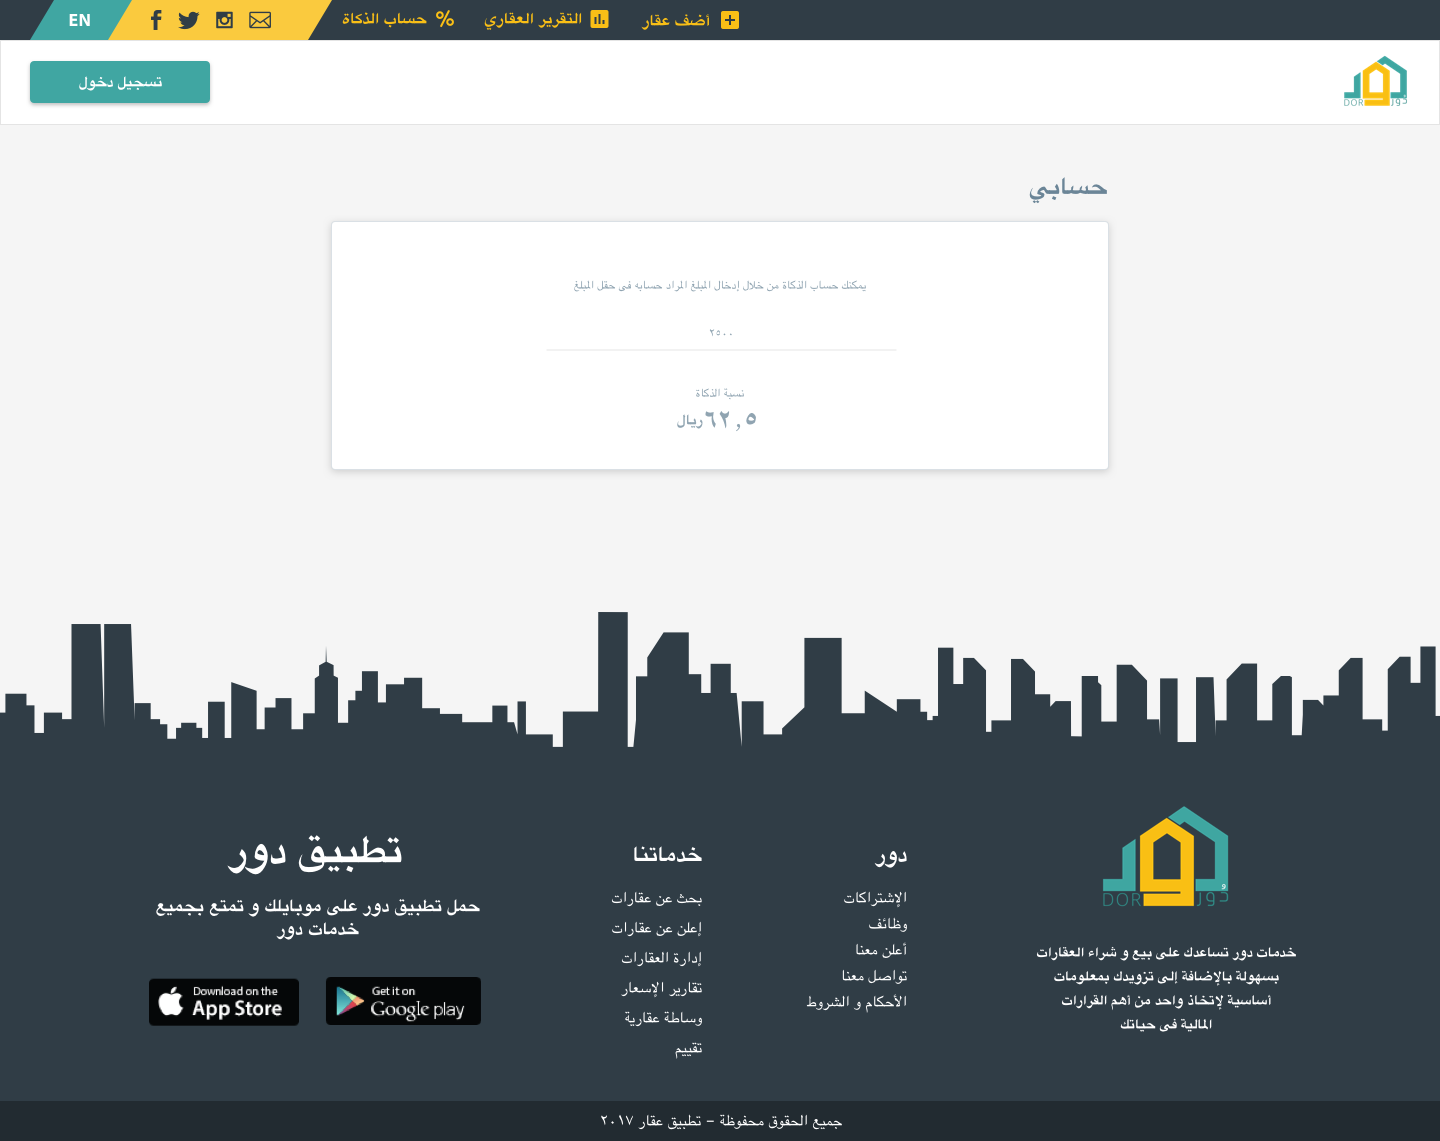 أضف عقار
التقرير العقاري
% حساب الذكاة
EN
دور
DOR
تسجيل دخول
حسابي
يمكنك حساب الذكاة من خلال إدخال المبلغ المراد حسابه فى حقل المبلغ
٢٥٠٠
نسبة الذكاة
٦٢,٥ريال
دور
DOR
خدمات دور تساعدك على بيع و شراء العقارات
بسهولة بالإضافة إلى تزويدك بمعلومات
أساسية لإتخاذ واحد من أهم القرارات
المالية فى حياتك
دور
الإشتراكات
وظائف
أعلن معنا
تواصل معنا
الأحكام و الشروط
خدماتنا
بحث عن عقارات
إعلن عن عقارات
إدارة العقارات
تقارير الإسعار
وساطة عقارية
تقييم
تطبيق دور
حمل تطبيق دور على موبايلك و تمتع بجميع
خدمات دور
Get it on
Google play
Download on the
App Store
جميع الحقوق محفوظة – تطبيق عقار ٢٠١٧